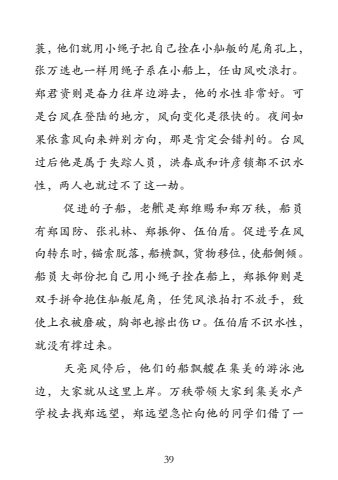 蓑，他们就用小绳子把自己拴在小舢舨的尾角孔上，
张万选也一样用绳子系在小船上，任由风吹浪打。
郑君资则是奋力往岸边游去，他的水性非常好。可
是台风在登陆的地方，风向变化是很快的。夜间如
果依靠风向来辨别方向，那是肯定会错判的。台风
过后他是属于失踪人员，洪春成和许彦锁都不识水
性，两人也就过不了这一劫。
促进的子船，老舭是郑维赐和郑万秩，船员
有郑国防、张礼林、郑振仰、伍伯盾。促进号在风
向转东时，锚索脱落，船横飘，货物移位，使船侧倾。
船员大部份把自己用小绳子拴在船上，郑振仰则是
双手拼命抱住舢舨尾角，任凭风浪拍打不放手，致
使上衣被磨破，胸部也擦出伤口。伍伯盾不识水性，
就没有撑过来。
天亮风停后，他们的船飘艘在集美的游泳池
边，大家就从这里上岸。万秩带领大家到集美水产
学校去找郑远望，郑远望急忙向他的同学们借了一
39